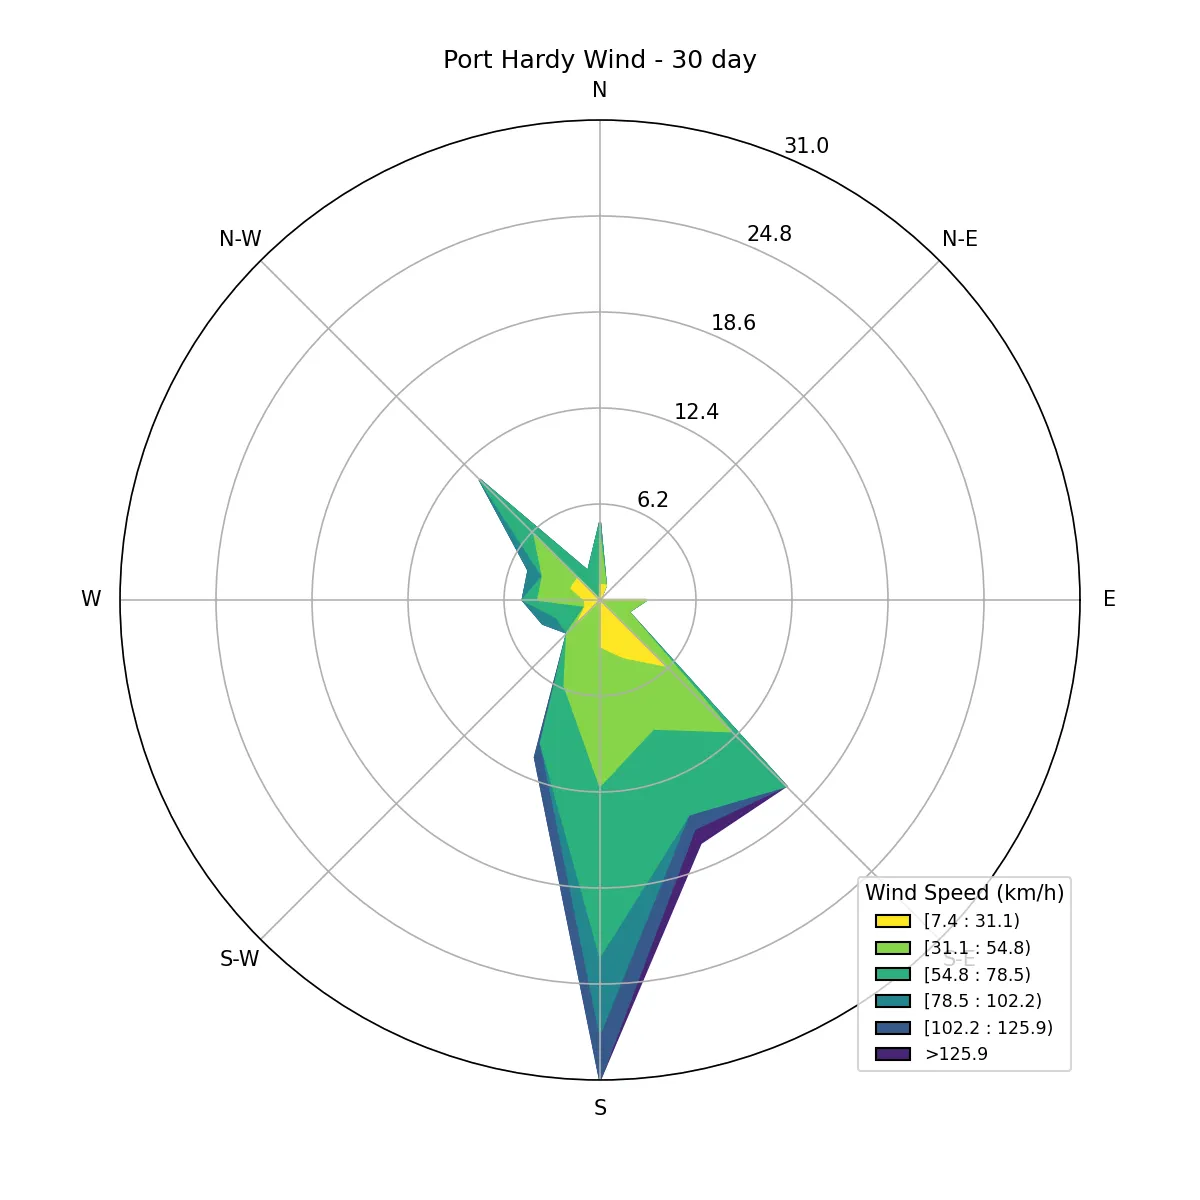 Port Hardy Wind - 30 day
N
31.0
N-W
24.8
N-E
18.6
12.4
6.2
W
E
S-W
S-E
S
Wind Speed (km/h)
[7.4 : 31.1)
[31.1 : 54.8)
[54.8 : 78.5)
[78.5 : 102.2)
[102.2 : 125.9)
>125.9